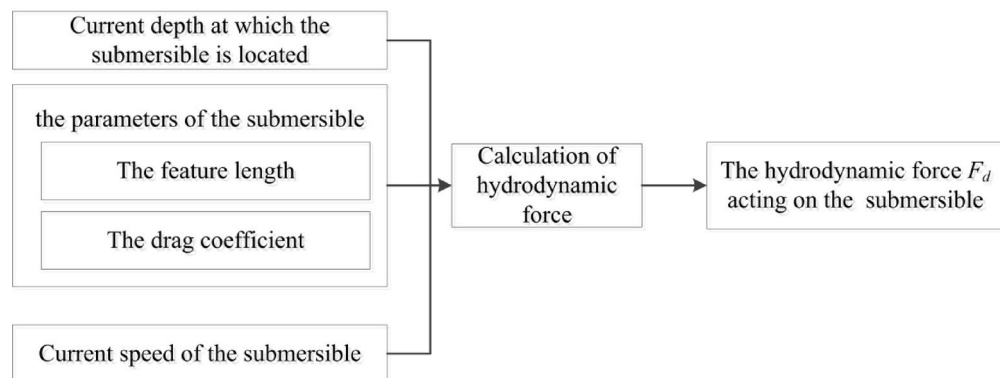 Current depth at which the
submersible is located
the parameters of the submersible
The feature length
The drag coefficient
Current speed of the submersible
Calculation of
hydrodynamic
force
The hydrodynamic force F_d
acting on the submersible